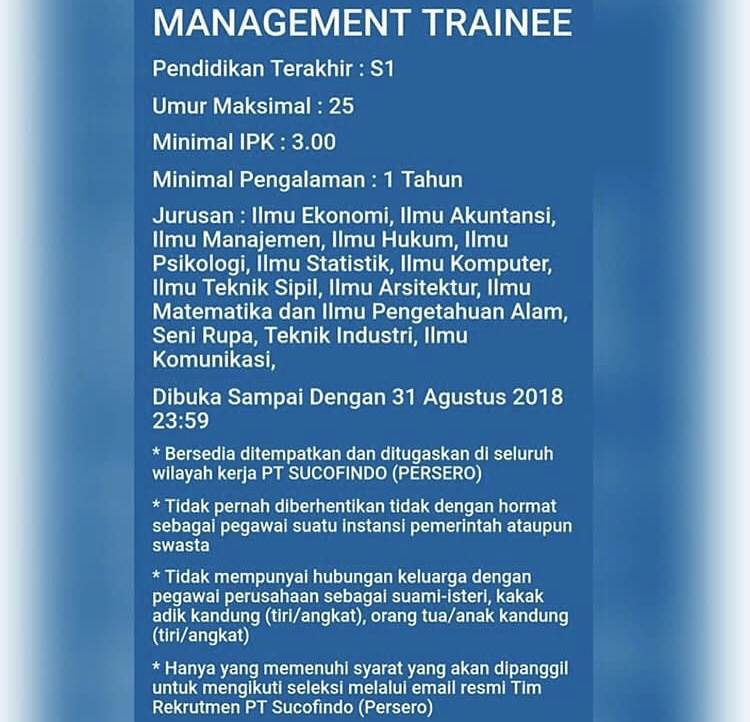 MANAGEMENT TRAINEE
Pendidikan Terakhir : S1
Umur Maksimal : 25
Minimal IPK : 3.00
Minimal Pengalaman : 1 Tahun
Jurusan : Ilmu Ekonomi, Ilmu Akuntansi,
Ilmu Manajemen, Ilmu Hukum, Ilmu
Psikologi, Ilmu Statistik, Ilmu Komputer,
Ilmu Teknik Sipil, Ilmu Arsitektur, Ilmu
Matematika dan Ilmu Pengetahuan Alam,
Seni Rupa, Teknik Industri, Ilmu
Komunikasi,
Dibuka Sampai Dengan 31 Agustus 2018
23:59
* Bersedia ditempatkan dan ditugaskan di seluruh
wilayah kerja PT SUCOFINDO (PERSERO)
* Tidak pernah diberhentikan tidak dengan hormat
sebagai pegawai suatu instansi pemerintah ataupun
swasta
* Tidak mempunyai hubungan keluarga dengan
pegawai perusahaan sebagai suami-isteri, kakak
adik kandung (tiri/angkat), orang tua/anak kandung
(tiri/angkat)
* Hanya yang memenuhi syarat yang akan dipanggil
untuk mengikuti seleksi melalui email resmi Tim
Rekrutmen PT Sucofindo (Persero)